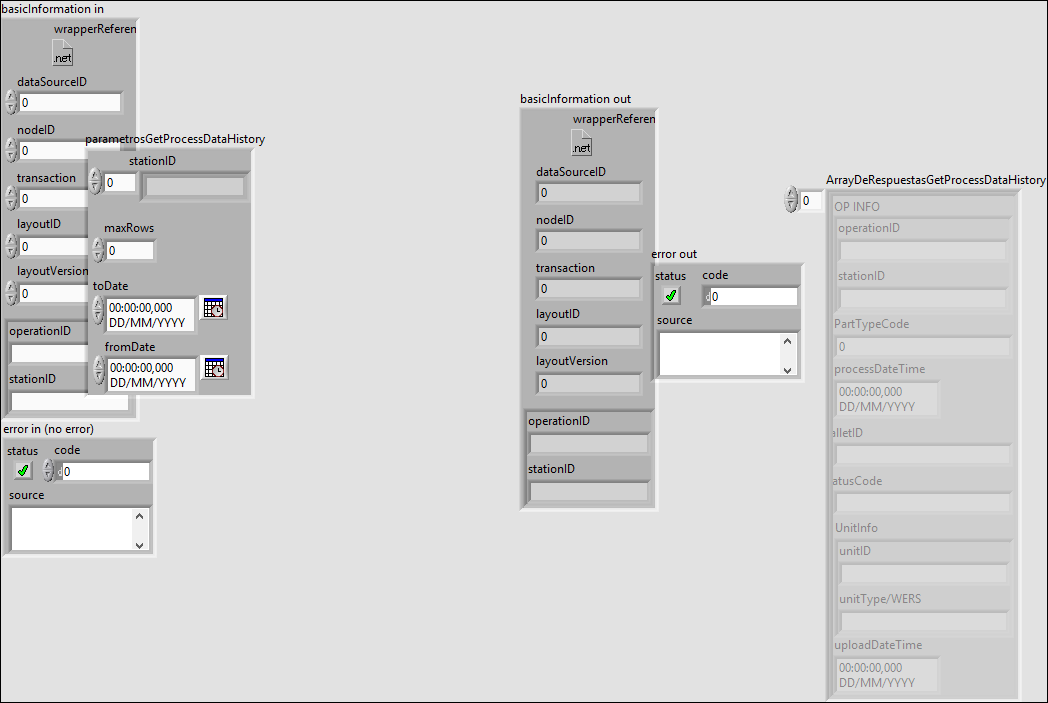 basicInformation in
wrapperReferen
.net
dataSourceID
0
nodeID
0
transaction
0
layoutID
0
layoutVersion
0
operationID
stationID
parametrosGetProcessDataHistory
stationID
0
maxRows
0
toDate
00:00:00,000
DD/MM/YYYY
fromDate
00:00:00,000
DD/MM/YYYY
error in (no error)
status
code
d
0
source
basicInformation out
wrapperReferen
.net
dataSourceID
0
nodeID
0
transaction
0
layoutID
0
layoutVersion
0
operationID
stationID
error out
status
code
d
0
source
ArrayDeRespuestasGetProcessDataHistory
0
OP INFO
operationID
stationID
PartTypeCode
0
processDateTime
00:00:00,000
DD/MM/YYYY
alletID
atusCode
UnitInfo
unitID
unitType/WERS
uploadDateTime
00:00:00,000
DD/MM/YYYY